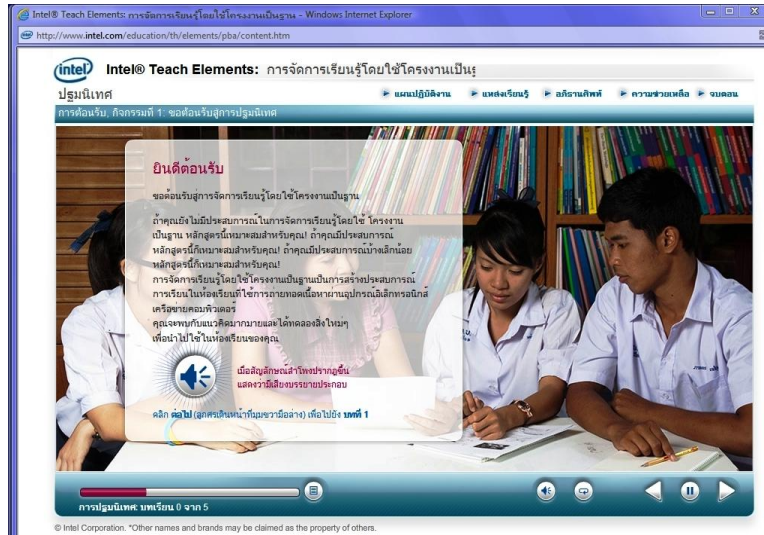 Intel® Teach Elements: การจัดการเรียนรู้โดยใช้โครงงานเป็นฐาน - Windows Internet Explorer
http://www.intel.com/education/th/elements/pba/content.htm
intel Intel® Teach Elements: การจัดการเรียนรู้โดยใช้โครงงานเป็น
ปฐมนิเทศ
แผนปฏิบัติงาน แหล่งเรียนรู้ อภิธานศัพท์ ความช่วยเหลือ จบตอน
การต้อนรับ, กิจกรรมที่ 1: ขอต้อนรับสู่การปฐมนิเทศ
ยินดีต้อนรับ
ขอต้อนรับสู่การจัดการเรียนรู้โดยใช้โครงงานเป็นฐาน
ถ้าคุณยังไม่มีประสบการณ์ในการจัดการเรียนรู้โดยใช้ โครงงาน
เป็นฐาน หลักสูตรนี้เหมาะสมสำหรับคุณ! ถ้าคุณมีประสบการณ์
หลักสูตรนี้ก็เหมาะสมสำหรับคุณ! ถ้าคุณมีประสบการณ์บ้างเล็กน้อย
หลักสูตรนี้ก็เหมาะสมสำหรับคุณ!
การจัดการเรียนรู้โดยใช้โครงงานเป็นฐานเป็นการสร้างประสบการณ์
การเรียนในห้องเรียนที่ใช้การถ่ายทอดเนื้อหาผ่านอุปกรณ์อิเล็กทรอนิกส์
เครือขายคอมพิวเตอร์
คุณจะพบกับแนวคิดมากมายและได้ทดลองสิ่งใหม่ๆ
เพื่อนำไปใช้ในห้องเรียนของคุณ
เมื่อสัญลักษณ์ลำโพงปรากฏขึ้น
แสดงว่ามีเสียงบรรยายประกอบ
คลิก ต่อไป (ลูกศรเดินหน้าที่มุมขวามือล่าง) เพื่อไปยัง บทที่ 1
การปฐมนิเทศ: บทเรียน 0 จาก 5
© Intel Corporation. *Other names and brands may be claimed as the property of others.